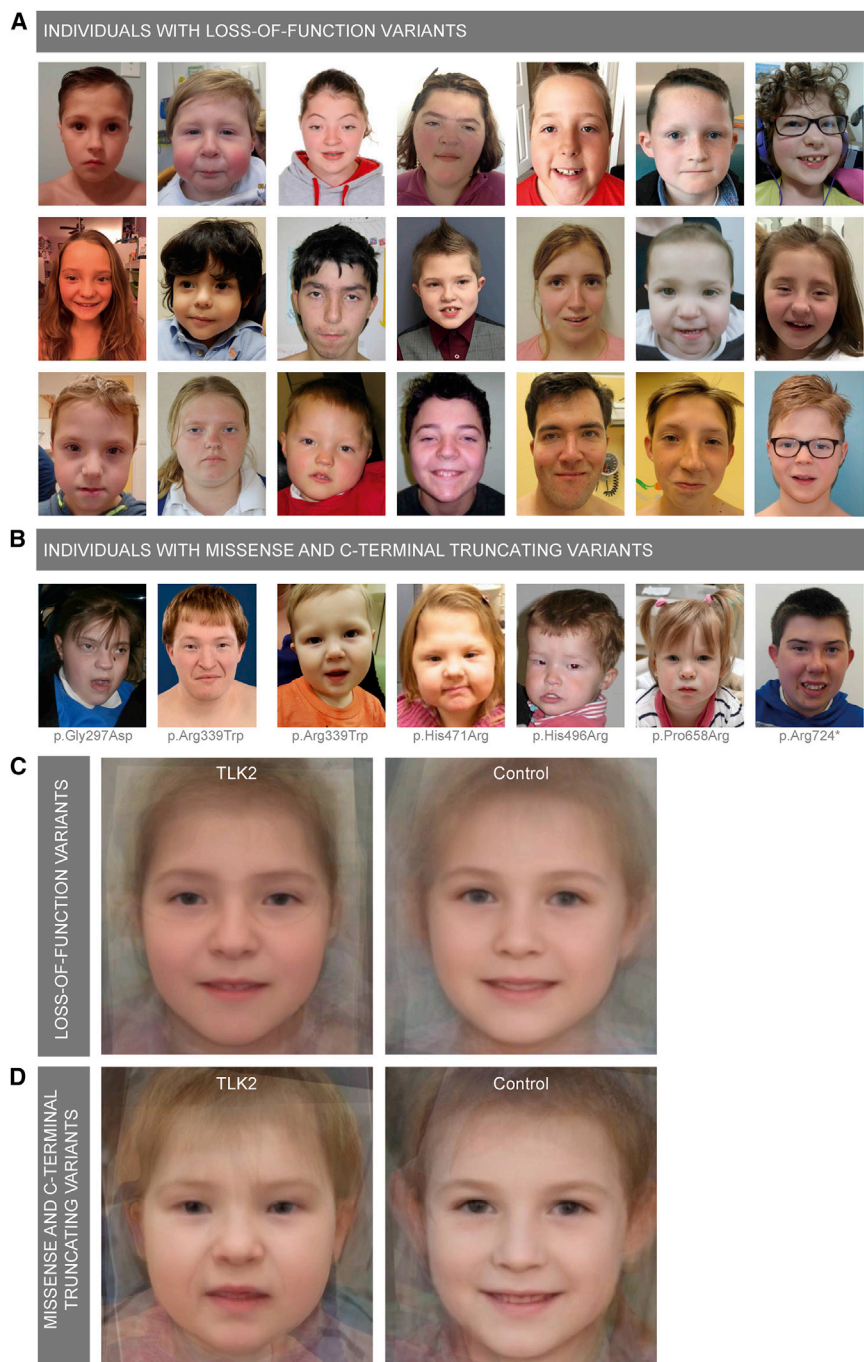 A
INDIVIDUALS WITH LOSS-OF-FUNCTION VARIANTS
B
INDIVIDUALS WITH MISSENSE AND C-TERMINAL TRUNCATING VARIANTS
p.Gly297Asp
p.Arg339Trp
p.Arg339Trp
p.His471Arg
p.His496Arg
p.Pro658Arg
p.Arg724*
C
LOSS-OF-FUNCTION VARIANTS
TLK2
Control
D
MISSENSE AND C-TERMINAL
TRUNCATING VARIANTS
TLK2
Control